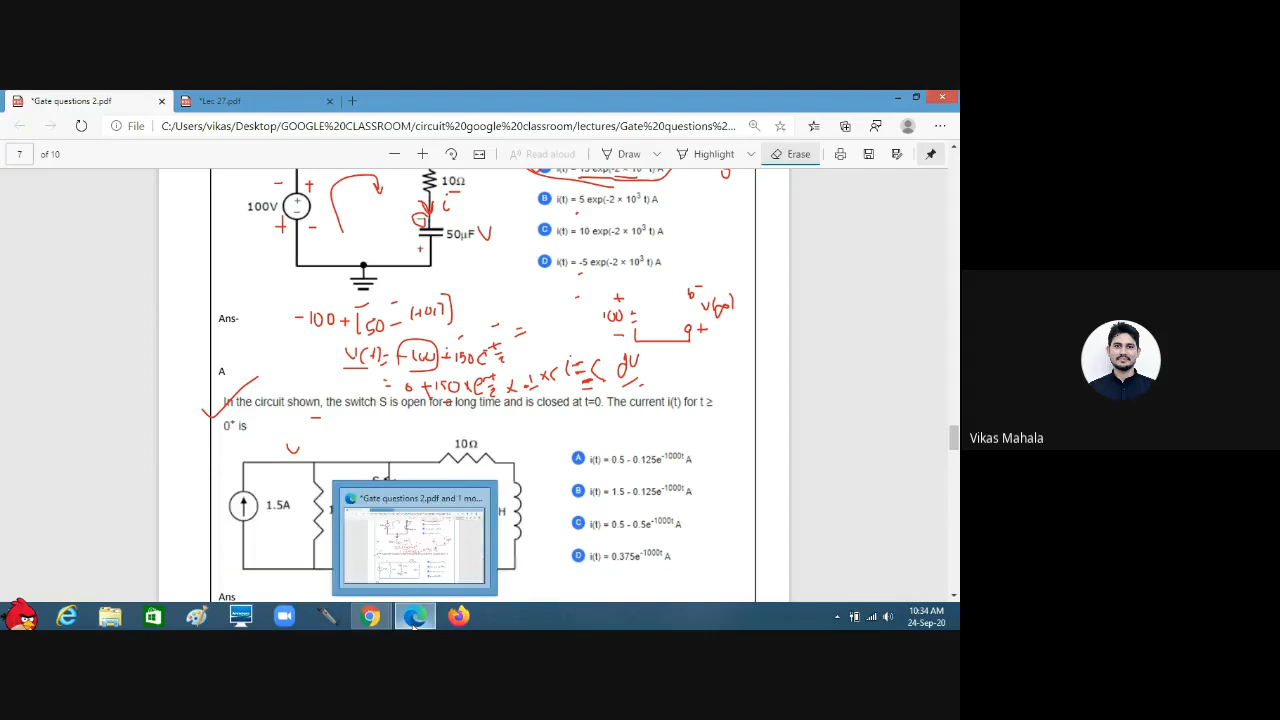 *Gate questions 2.pdf
*Lec 27.pdf
File
C:/Users/vikas/Desktop/GOOGLE%20CLASSROOM/circuit%20google%20classroom/lectures/Gate%20questions%...
7 of 10
Read aloud
Draw
Highlight
Erase
10Ω
i
100V
50μF V
B i(t) = 5 exp(-2 × 10³ t) A
C i(t) = 10 exp(-2 × 10³ t) A
D i(t) = -5 exp(-2 × 10³ t) A
Ans-
A
In the circuit shown, the switch S is open for a long time and is closed at t=0. The current i(t) for t ≥
0⁺ is
10Ω
1.5A
H
A i(t) = 0.5 - 0.125e⁻¹⁰⁰⁰ᵗ A
B i(t) = 1.5 - 0.125e⁻¹⁰⁰⁰ᵗ A
C i(t) = 0.5 - 0.5e⁻¹⁰⁰⁰ᵗ A
D i(t) = 0.375e⁻¹⁰⁰⁰ᵗ A
*Gate questions 2.pdf and 1 mo...
Ans
10:34 AM
24-Sep-20
Vikas Mahala